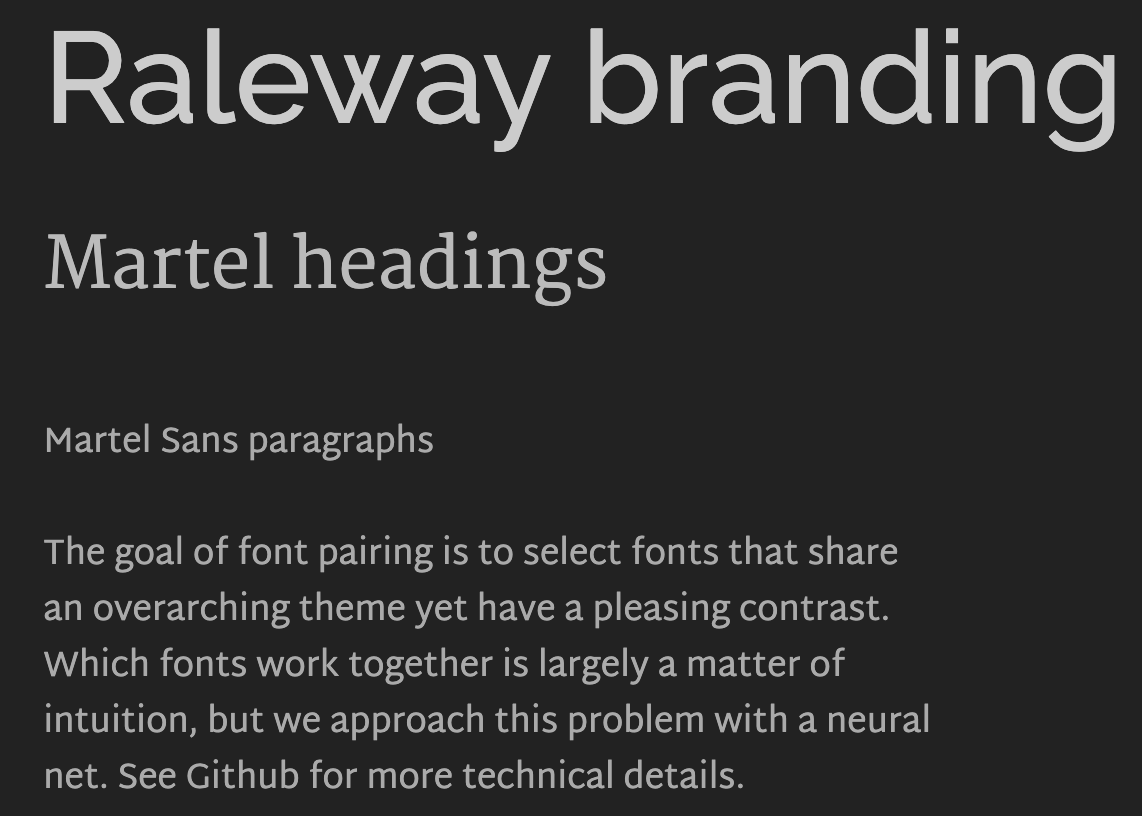 Raleway branding
Martel headings
Martel Sans paragraphs
The goal of font pairing is to select fonts that share
an overarching theme yet have a pleasing contrast.
Which fonts work together is largely a matter of
intuition, but we approach this problem with a neural
net. See Github for more technical details.